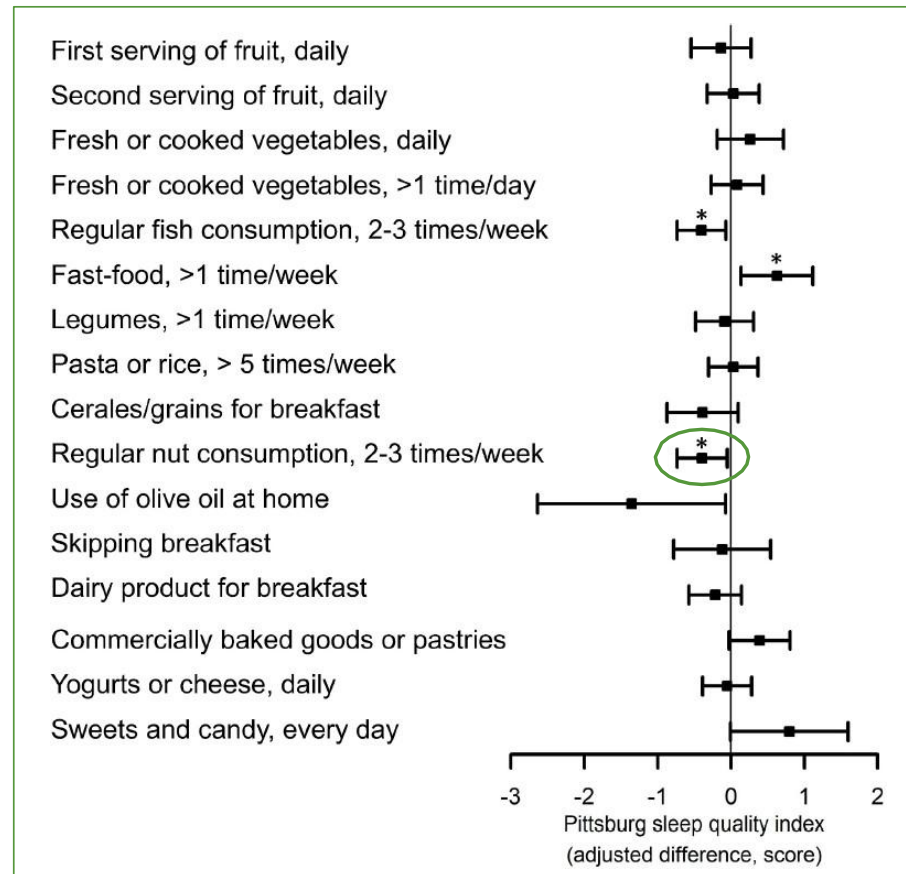 First serving of fruit, daily
Second serving of fruit, daily
Fresh or cooked vegetables, daily
Fresh or cooked vegetables, >1 time/day
Regular fish consumption, 2-3 times/week
*
Fast-food, >1 time/week
*
Legumes, >1 time/week
Pasta or rice, > 5 times/week
Cerales/grains for breakfast
Regular nut consumption, 2-3 times/week
*
Use of olive oil at home
Skipping breakfast
Dairy product for breakfast
Commercially baked goods or pastries
Yogurts or cheese, daily
Sweets and candy, every day
-3 -2 -1 0 1 2
Pittsburg sleep quality index
(adjusted difference, score)